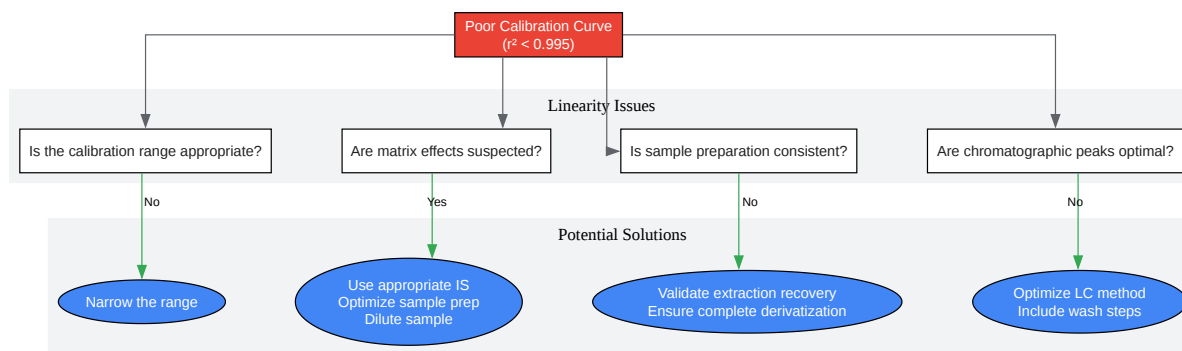 Poor Calibration Curve
(r² < 0.995)
Linearity Issues
Is the calibration range appropriate?
Are matrix effects suspected?
Is sample preparation consistent?
Are chromatographic peaks optimal?
No
Yes
No
No
Potential Solutions
Narrow the range
Use appropriate IS
Optimize sample prep
Dilute sample
Validate extraction recovery
Ensure complete derivatization
Optimize LC method
Include wash steps